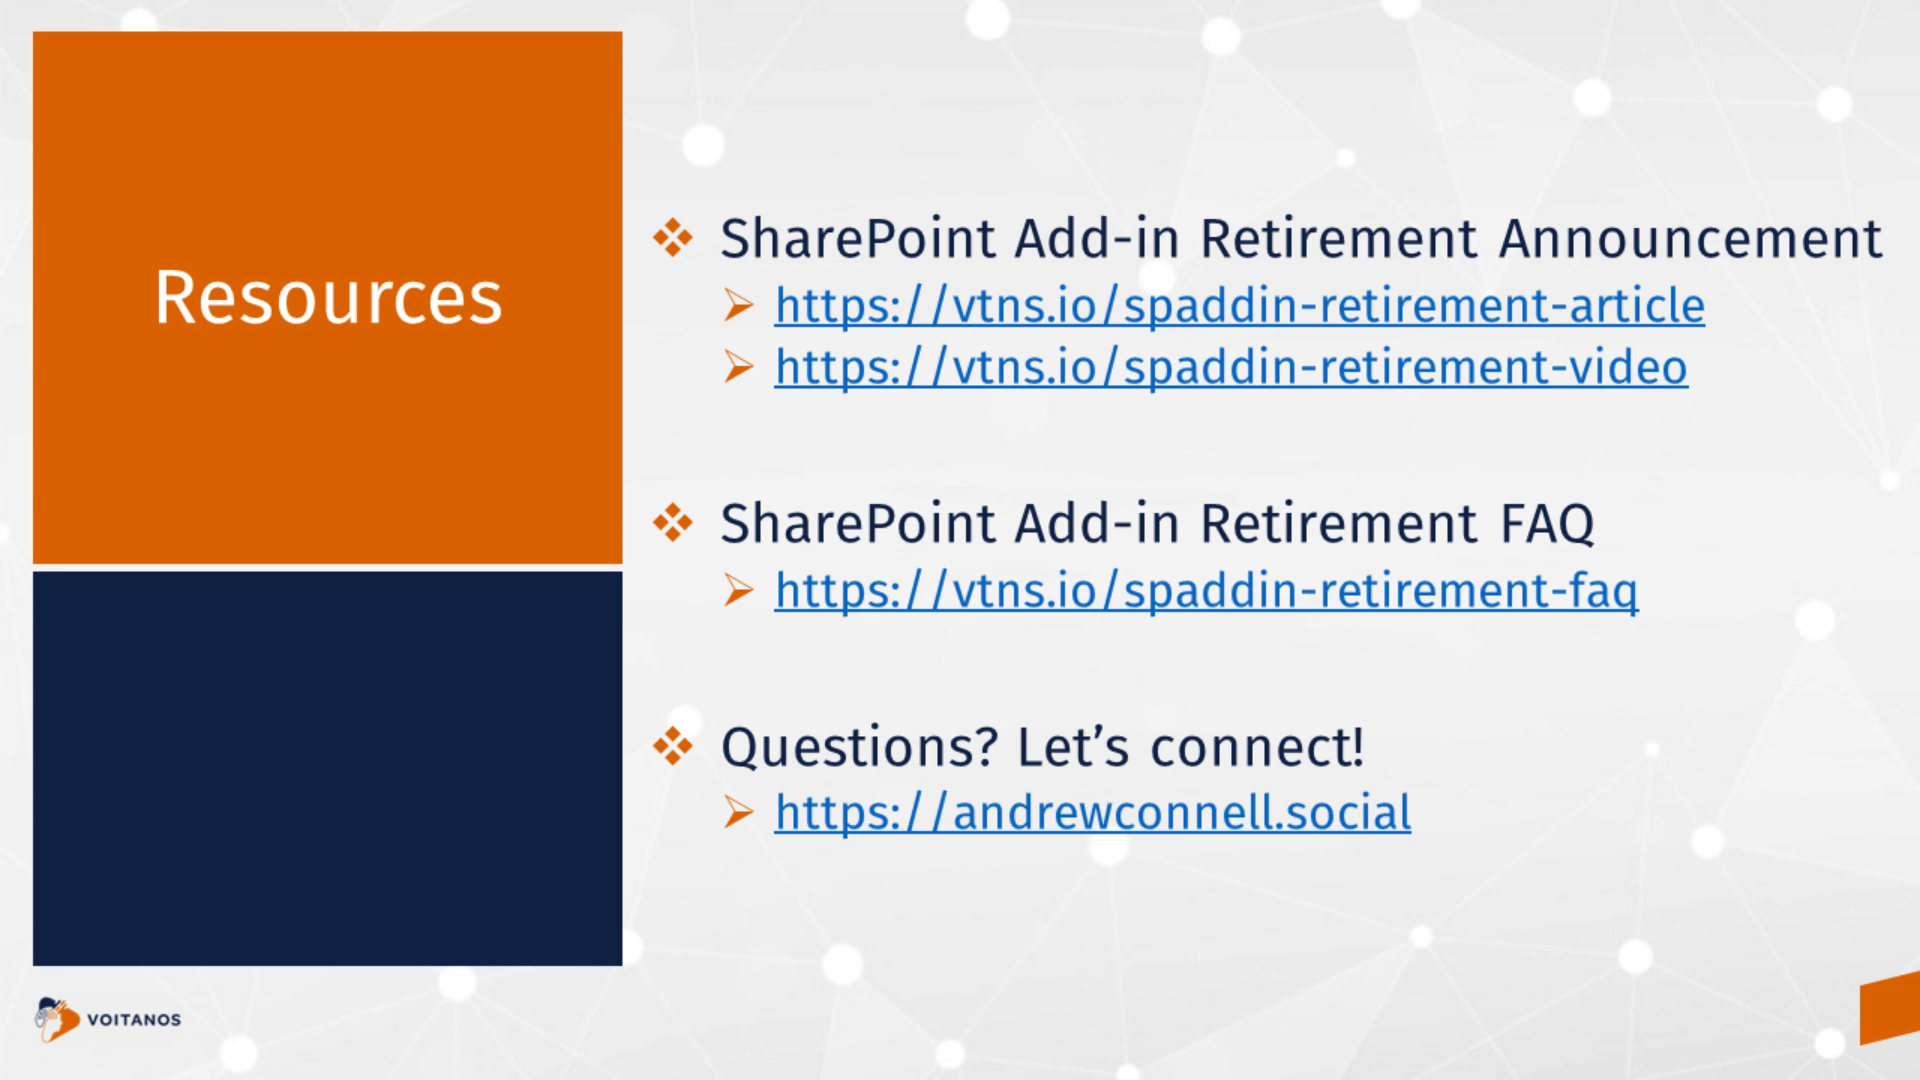 Resources
SharePoint Add-in Retirement Announcement
https://vtns.io/spaddin-retirement-article
https://vtns.io/spaddin-retirement-video
SharePoint Add-in Retirement FAQ
https://vtns.io/spaddin-retirement-faq
Questions? Let’s connect!
https://andrewconnell.social
VOITANOS